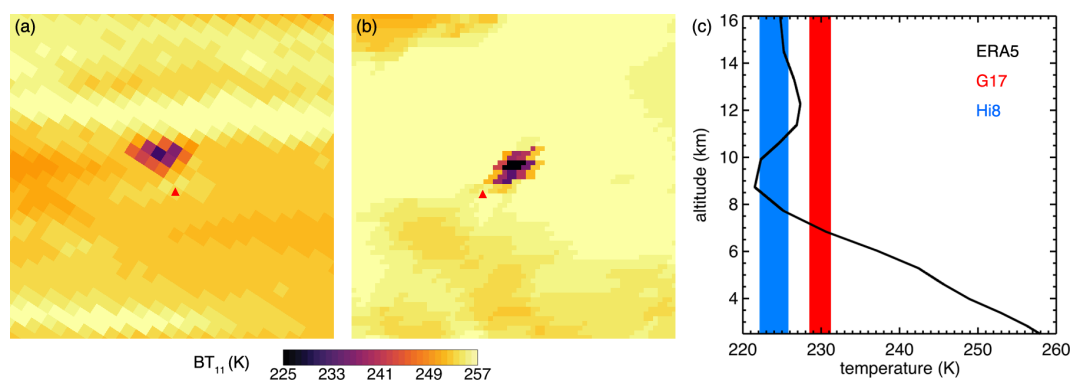 (a)
(b)
(c)
16
14
12
10
8
6
4
altitude (km)
ERA5
G17
Hi8
220 230 240 250 260
temperature (K)
BT11 (K)
225 233 241 249 257